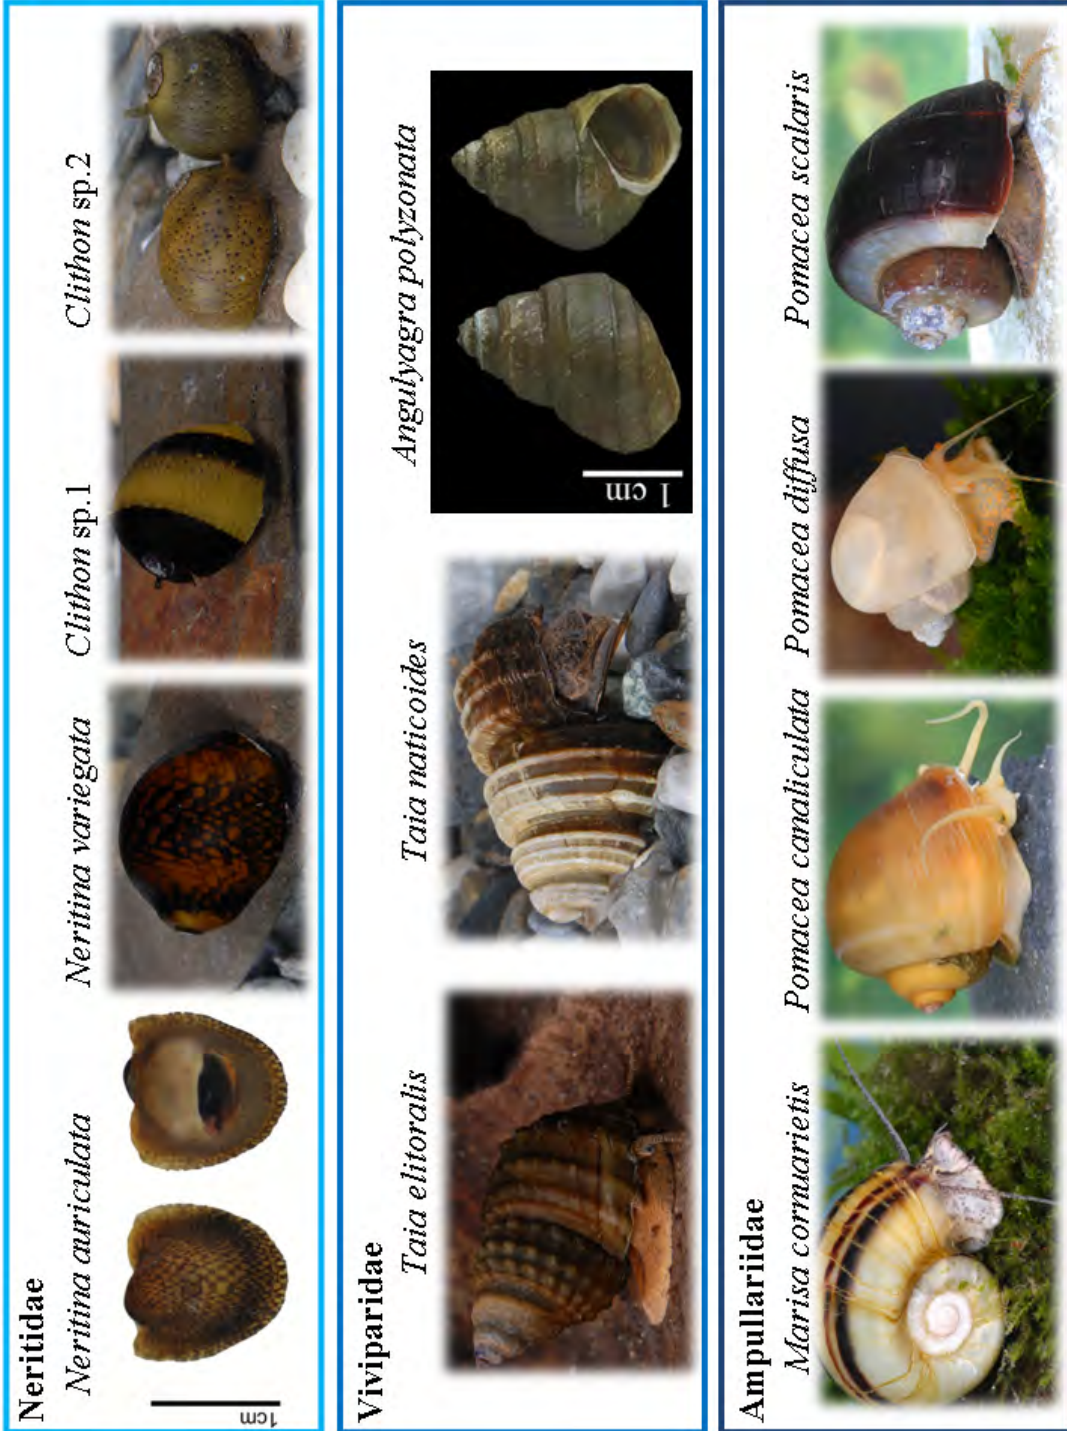 Neritidae
Neritina auriculata
Neritina variegata
Clithon sp.1
Clithon sp.2
1cm
Viviparidae
Taia elitoralis
Taia naticoides
Angulyagra polyzonata
1 cm
Ampullariidae
Marisa cornuarietis
Pomacea canaliculata
Pomacea diffusa
Pomacea scalaris